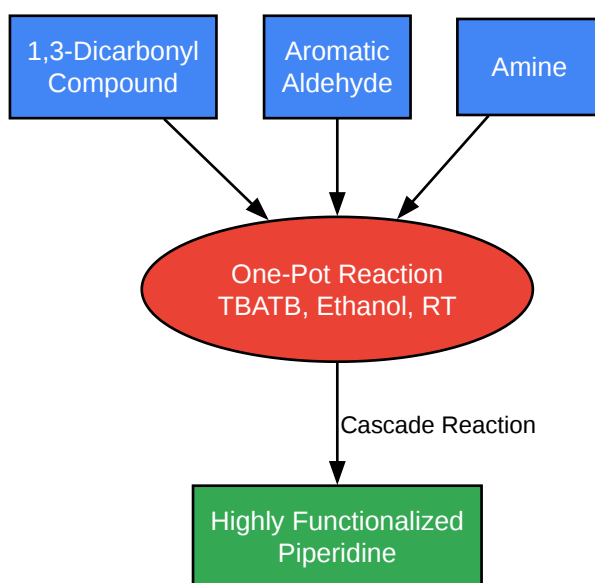 1,3-Dicarbonyl
Compound
Aromatic
Aldehyde
Amine
One-Pot Reaction
TBATB, Ethanol, RT
Cascade Reaction
Highly Functionalized
Piperidine